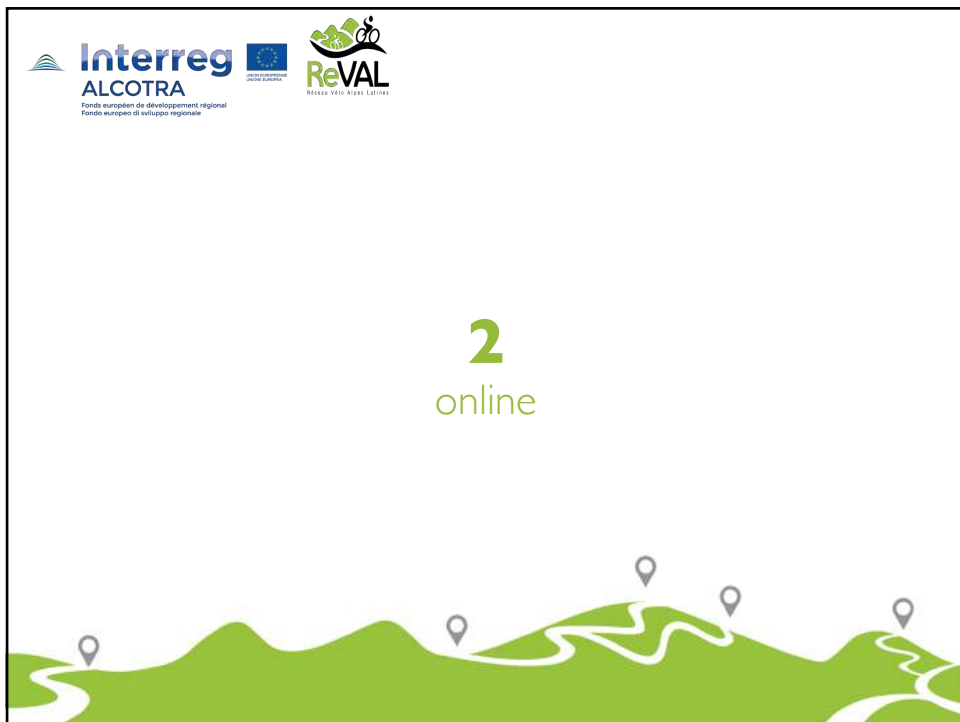 Interreg
ALCOTRA
Fonds européen de développement régional
Fondo europeo di sviluppo regionale
UNION EUROPÉENNE
UNIONE EUROPEA
ReVAL
Réseau Vélo Alpes Latines
2
online